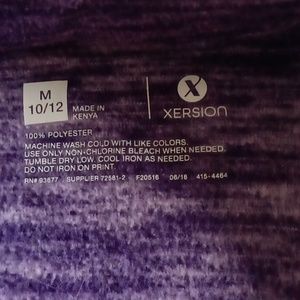 M
10/12
MADE IN
KENYA
X
XERSION
100% POLYESTER
MACHINE WASH COLD WITH LIKE COLORS.
USE ONLY NON-CHLORINE BLEACH WHEN NEEDED.
TUMBLE DRY LOW. COOL IRON AS NEEDED.
DO NOT IRON ON PRINT.
RN# 93677 SUPPLIER 72581-2 F20516 06/16 415-4464